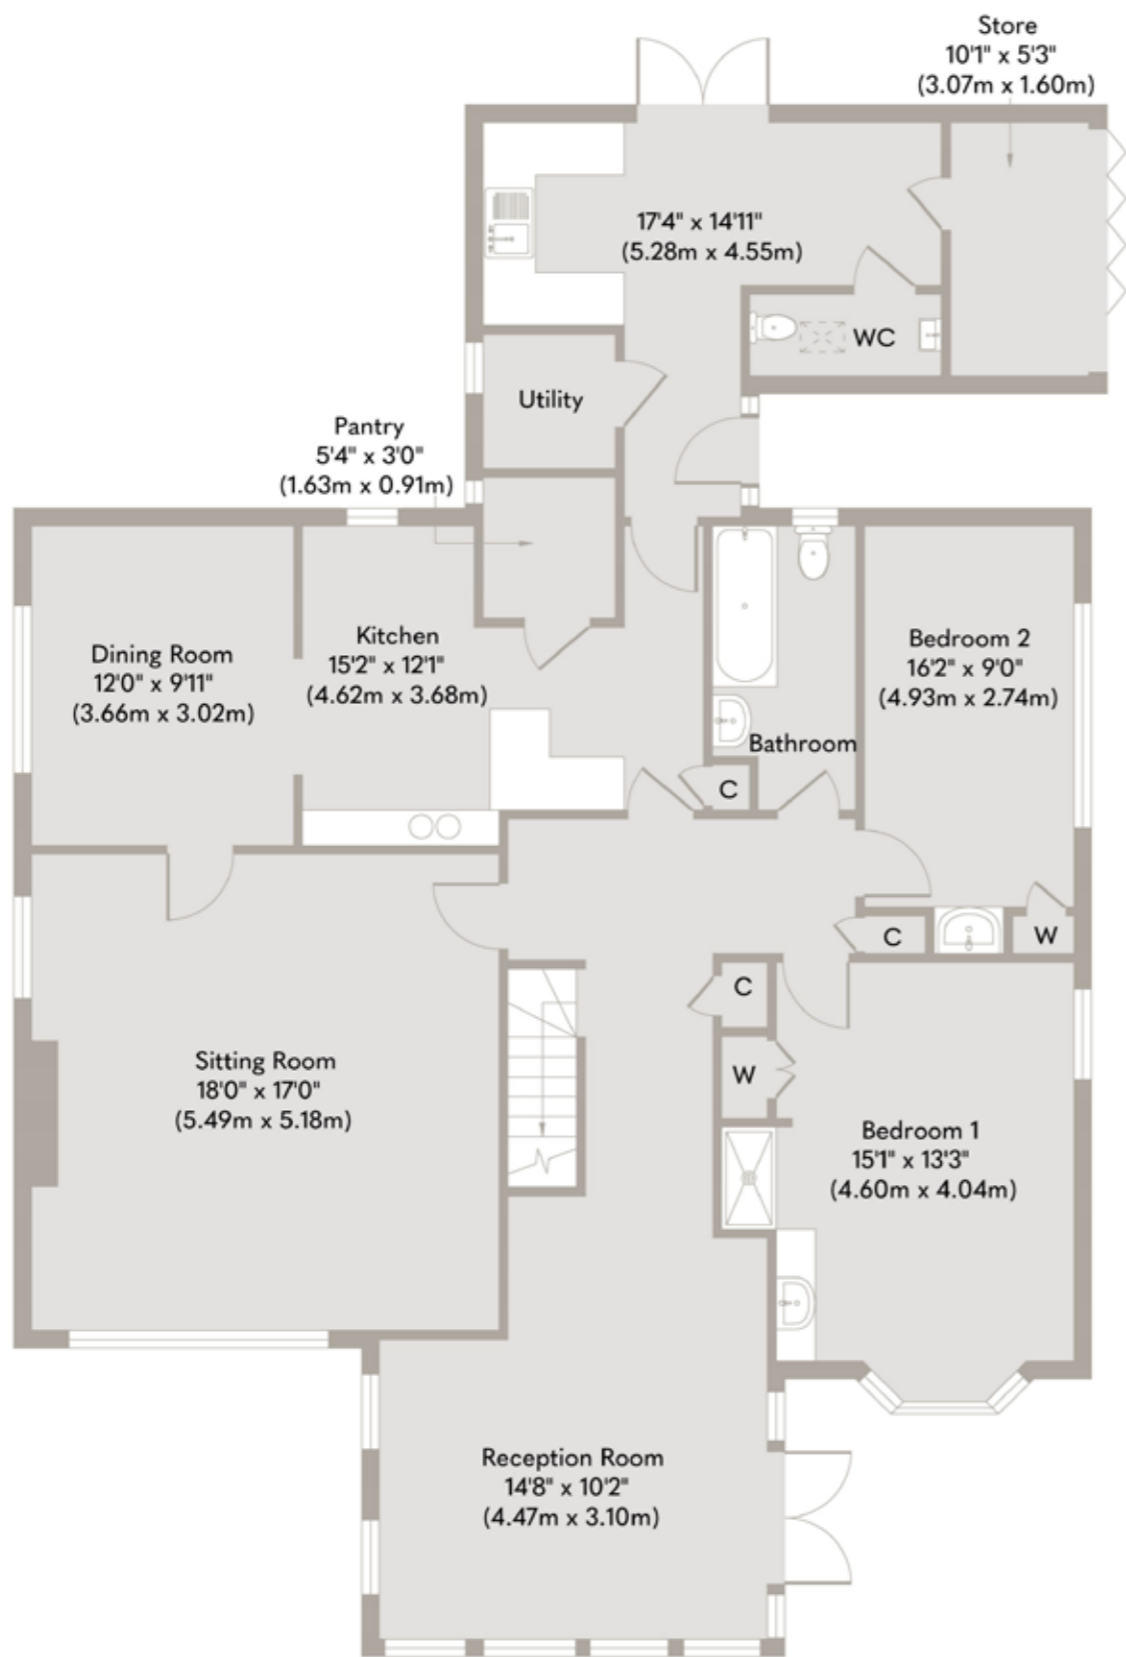 Store
10'1" x 5'3"
(3.07m x 1.60m)
17'4" x 14'11"
(5.28m x 4.55m)
WC
Utility
Pantry
5'4" x 3'0"
(1.63m x 0.91m)
Dining Room
12'0" x 9'11"
(3.66m x 3.02m)
Kitchen
15'2" x 12'1"
(4.62m x 3.68m)
Bedroom 2
16'2" x 9'0"
(4.93m x 2.74m)
Bathroom
C
C
W
C
W
Sitting Room
18'0" x 17'0"
(5.49m x 5.18m)
Bedroom 1
15'1" x 13'3"
(4.60m x 4.04m)
Reception Room
14'8" x 10'2"
(4.47m x 3.10m)